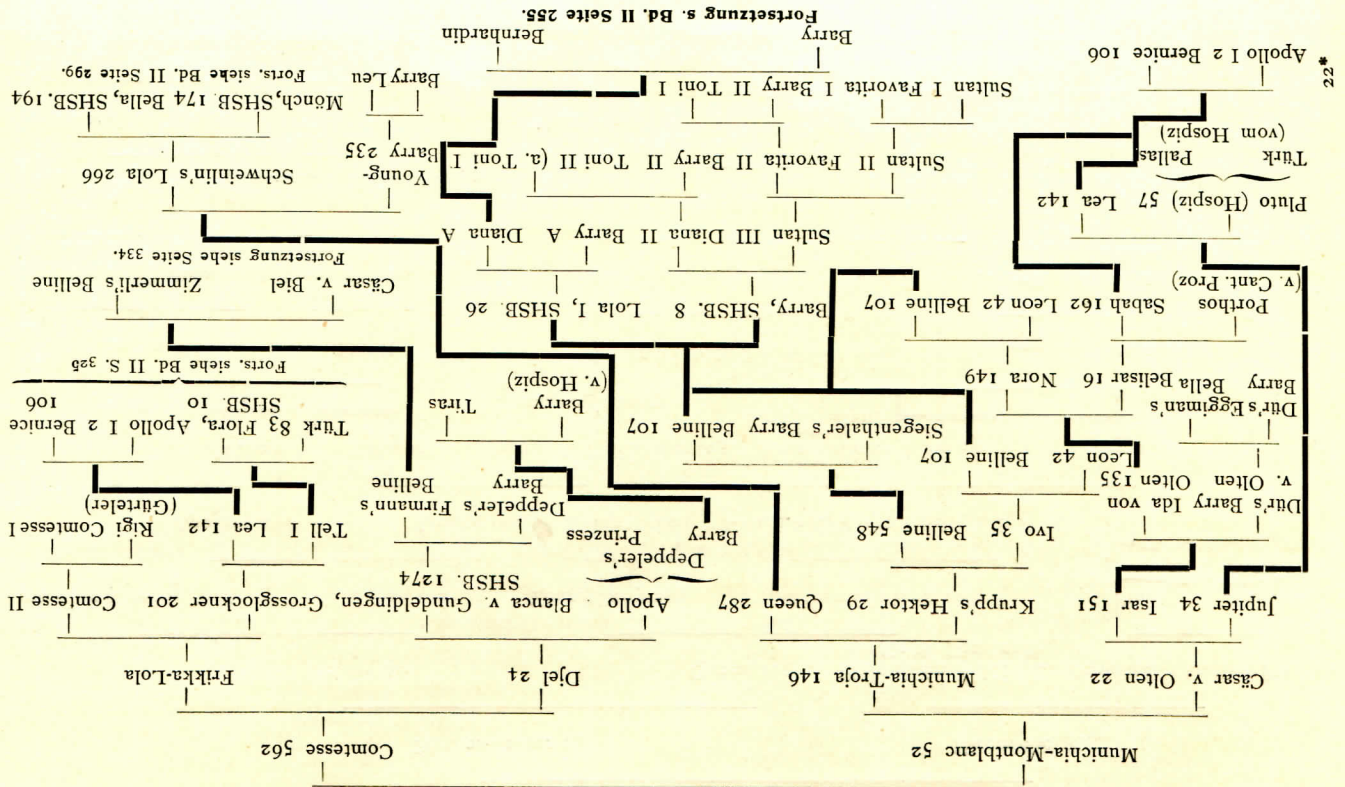 Munichia-Montblanc 52 Comtesse 562
Cäsar v. Olten 22 Munichia-Troja 146 Djel 24 Frikka-Lola
Jupiter 34 Isar 151 Krupp's Hektor 29 Queen 287 Apollo Blanca v. Gundeldingen, Grossglockner 201 Comtesse II
SHSB. 1274
Deppeler's
Dür's Barry Ida von Ivo 35 Belline 548 Barry Prinzess Deppeler's Firmann's Tell I Lea 142 Rigi Comtesse I
v. Olten Olten 135 Barry Belline (Gürteler)
Leon 42 Belline 107
Dür's Eggiman's Siegenthaler's Barry Belline 107 Türk 83 Flora, Apollo I 2 Bernice
Barry Bella Barry Tiras SHSB. 10 106
Belisar 16 Nora 149 (v. Hospiz) Forts. siehe Bd. II S. 325
Porthos Sabah 162 Leon 42 Belline 107 Barry, SHSB. 8 Lola I, SHSB. 26 Cäsar v. Biel Zimmerli's Belline
(v. Cant. Proz) Fortsetzung siehe Seite 334.
Pluto (Hospiz) 57 Lea 142 Sultan III Diana II Barry A Diana A
Türk Pallas Young- Schweinlin's Lola 266
(vom Hospiz) Sultan II Favorita II Barry II Toni II (a. Toni I Barry 235
Apollo I 2 Bernice 106 Sultan I Favorita I Barry II Toni I Barry Leu Mönch, SHSB. 174 Bella, SHSB. 194
Forts. siehe Bd. II Seite 299.
Barry Bernhardin
22*
Fortsetzung s. Bd. II Seite 255.